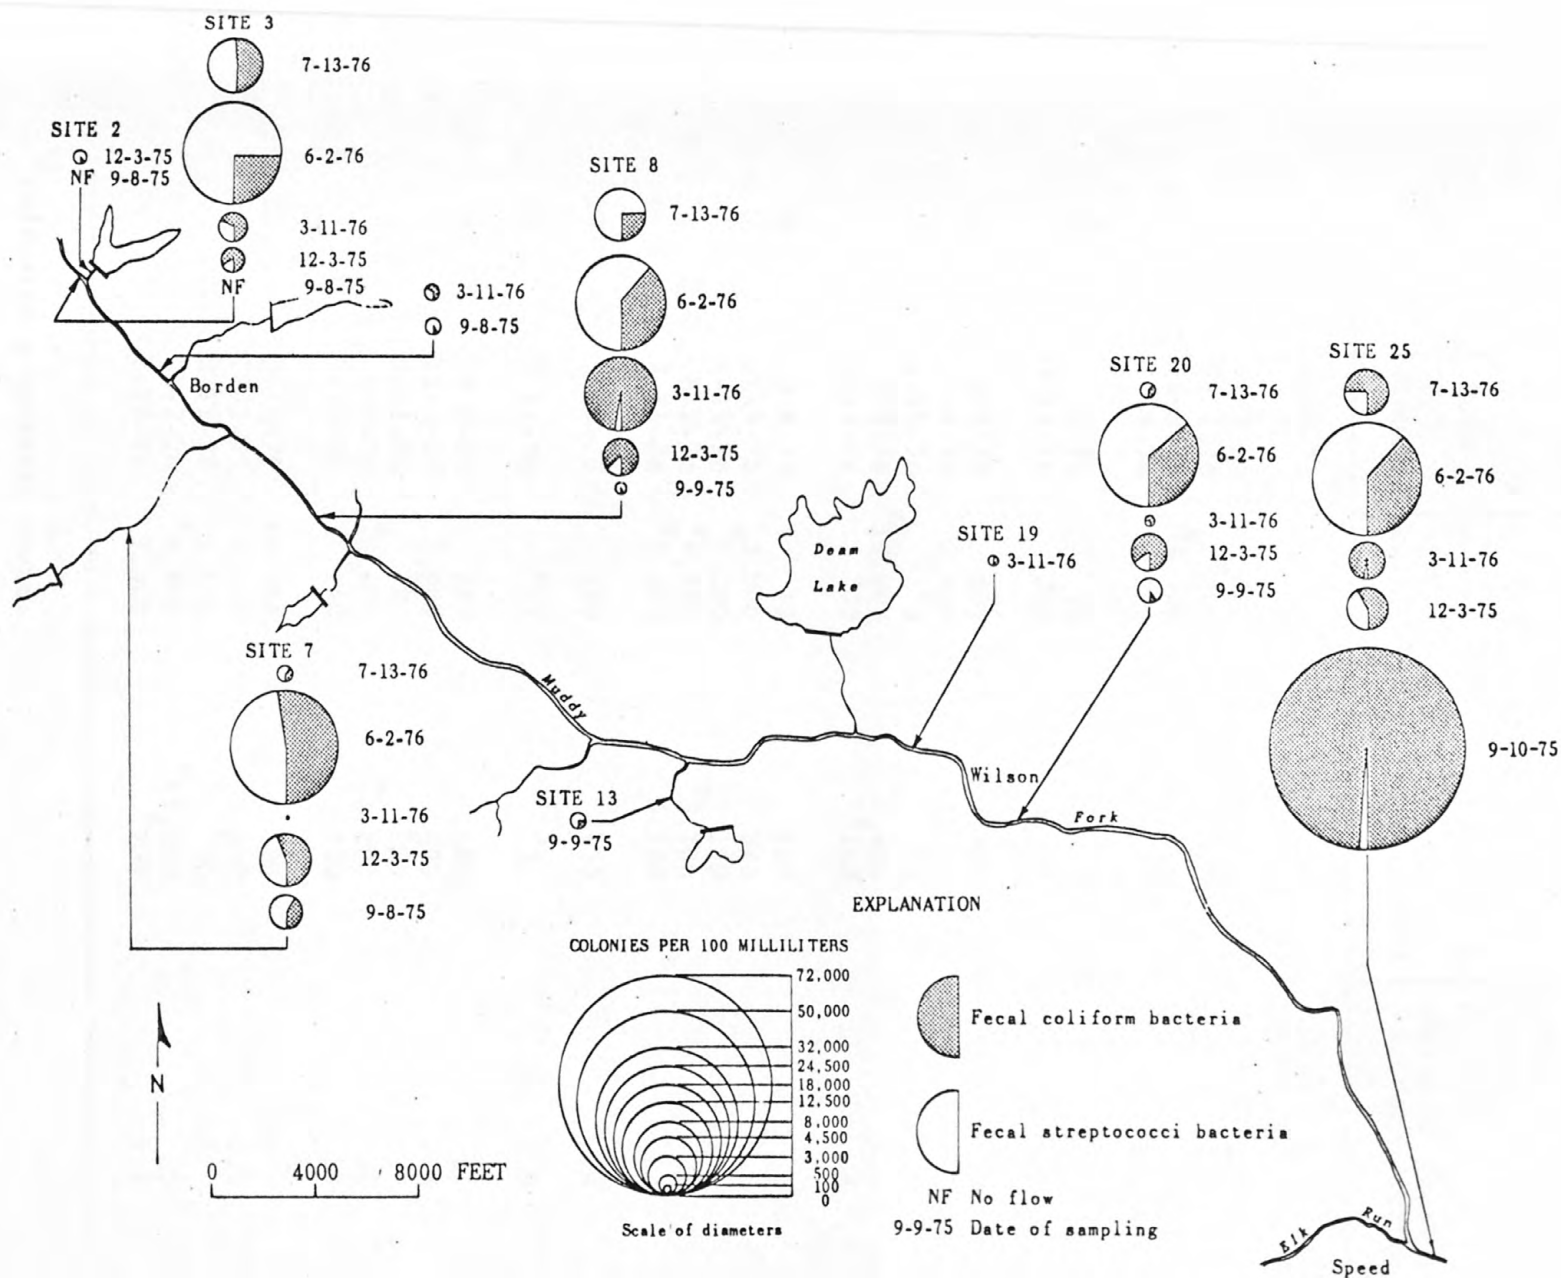 SITE 3
7-13-76
6-2-76
3-11-76
12-3-75
NF 9-8-75
SITE 2
12-3-75
NF 9-8-75
3-11-76
9-8-75
Borden
SITE 8
7-13-76
6-2-76
3-11-76
12-3-75
9-9-75
SITE 7
7-13-76
6-2-76
3-11-76
12-3-75
9-8-75
Muddy
SITE 13
9-9-75
Deam
Lake
SITE 19
3-11-76
SITE 20
7-13-76
6-2-76
3-11-76
12-3-75
9-9-75
SITE 25
7-13-76
6-2-76
3-11-76
12-3-75
9-10-75
Wilson
Fork
EXPLANATION
COLONIES PER 100 MILLILITERS
72,000
50,000
32,000
24,500
18,000
12,500
8,000
4,500
3,000
500
100
0
Scale of diameters
Fecal coliform bacteria
Fecal streptococci bacteria
NF No flow
9-9-75 Date of sampling
N
0 4000 8000 FEET
Elk Run
Speed